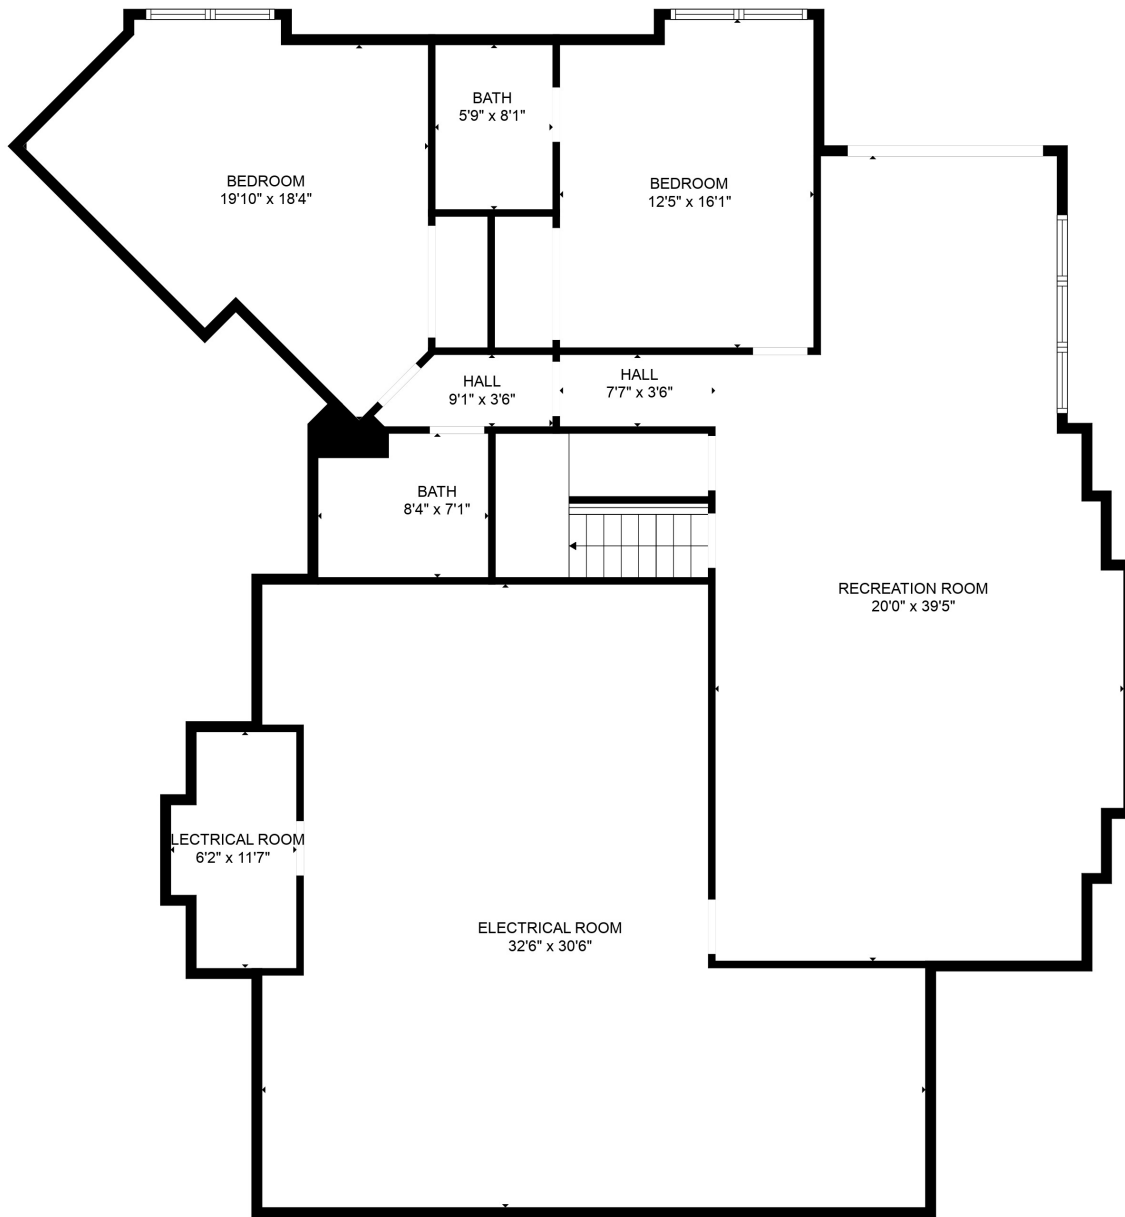 BATH
5'9" x 8'1"
BEDROOM
19'10" x 18'4"
BEDROOM
12'5" x 16'1"
HALL
9'1" x 3'6"
HALL
7'7" x 3'6"
BATH
8'4" x 7'1"
RECREATION ROOM
20'0" x 39'5"
LECTRICAL ROOM
6'2" x 11'7"
ELECTRICAL ROOM
32'6" x 30'6"